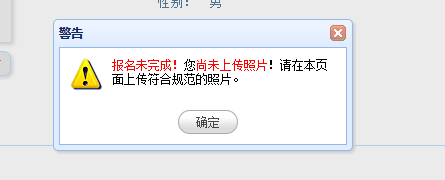 性别： 男
警告
报名未完成！您尚未上传照片！请在本页
面上传符合规范的照片。
确定